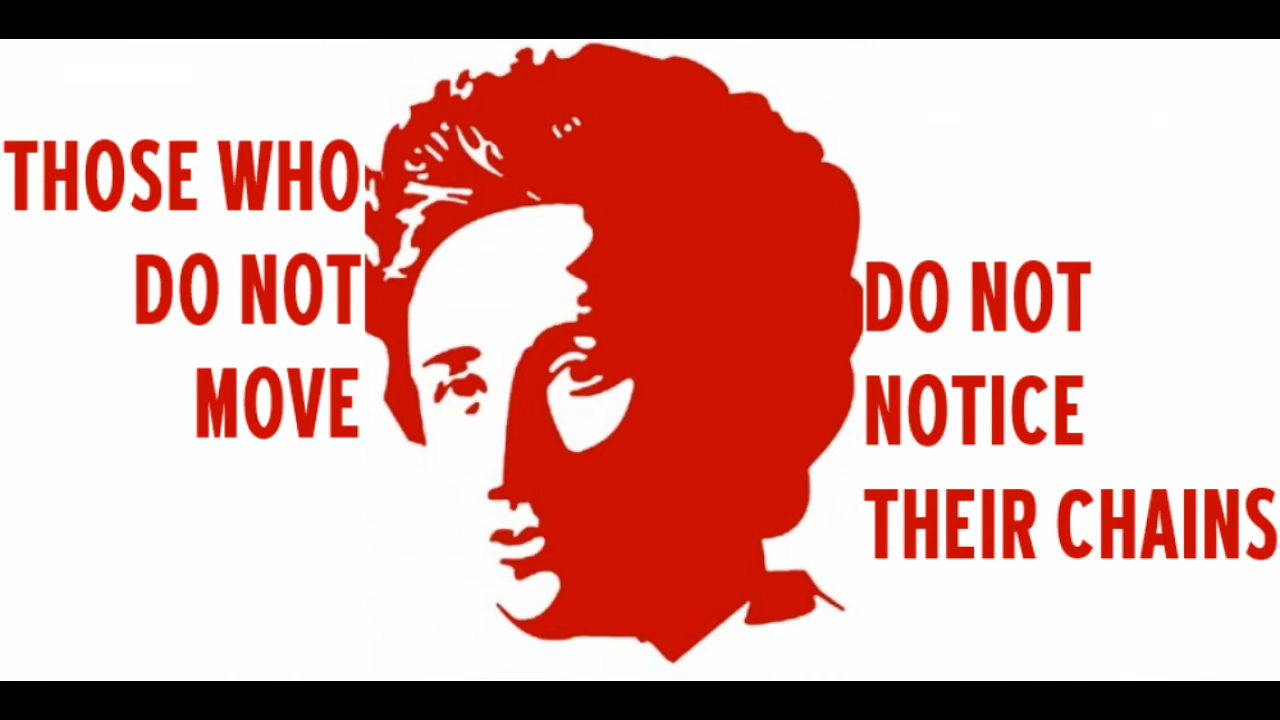 THOSE WHO
DO NOT
MOVE
DO NOT
NOTICE
THEIR CHAINS